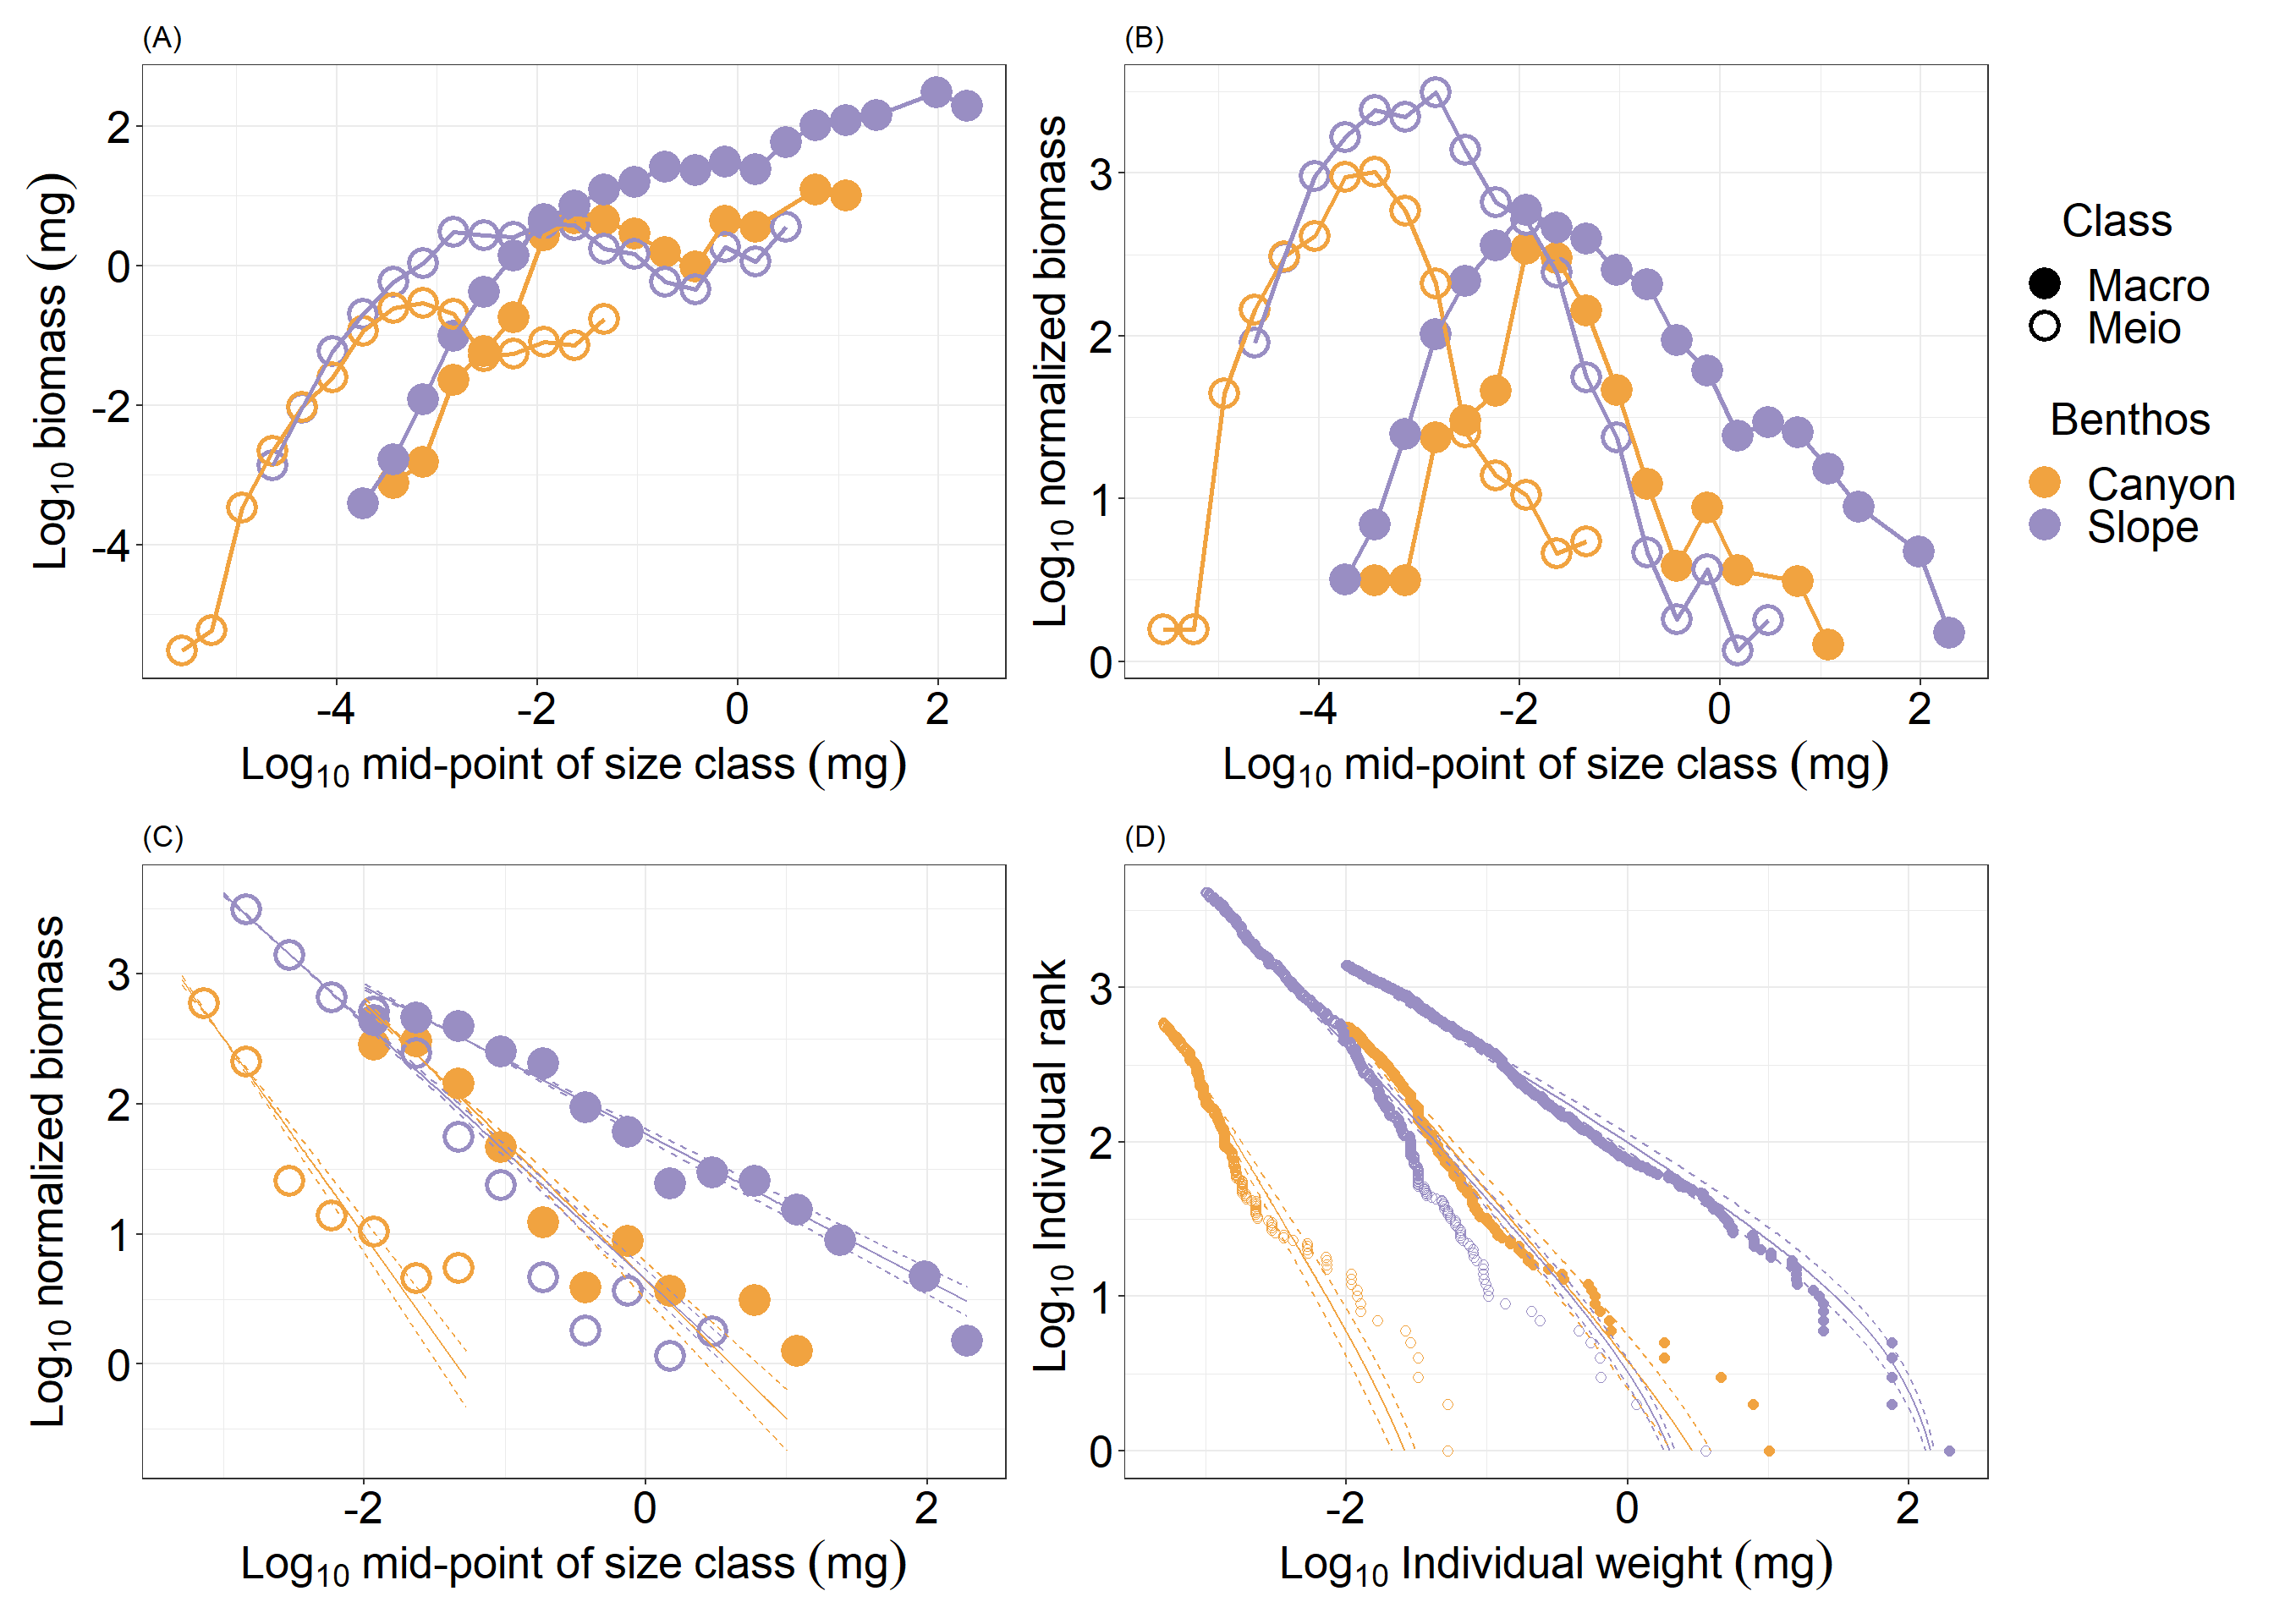 (A)
Log10 biomass (mg)
2
0
-2
-4
-4 -2 0 2
Log10 mid-point of size class (mg)
(B)
Log10 normalized biomass
3
2
1
0
-4 -2 0 2
Log10 mid-point of size class (mg)
Class
Macro
Meio
Benthos
Canyon
Slope
(C)
Log10 normalized biomass
3
2
1
0
-2 0 2
Log10 mid-point of size class (mg)
(D)
Log10 Individual rank
3
2
1
0
-2 0 2
Log10 Individual weight (mg)